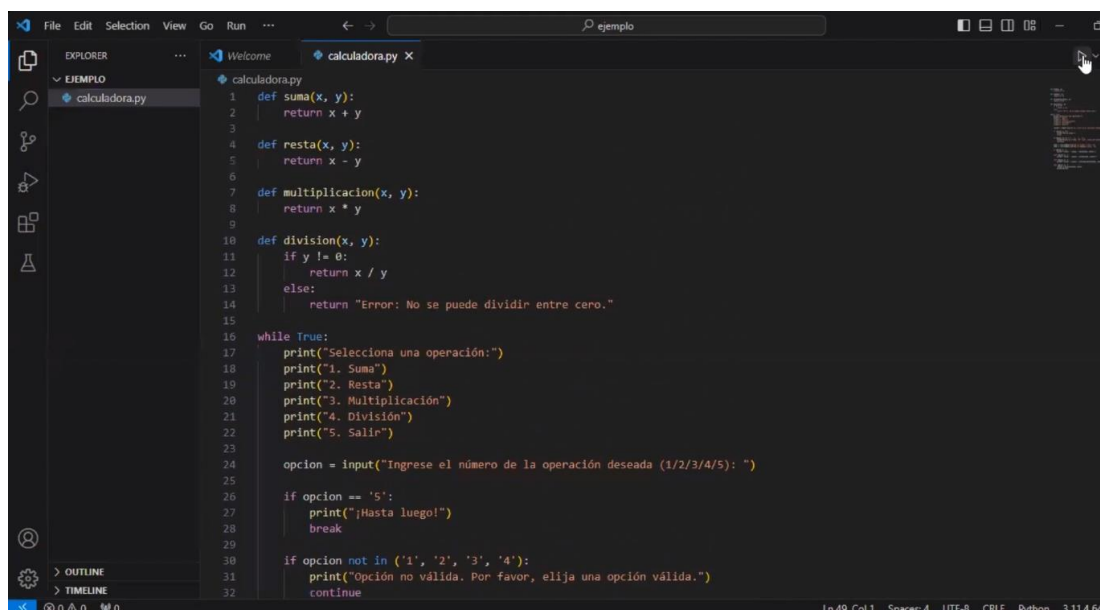 File Edit Selection View Go Run ··· ← → ejemplo
EXPLORER ···
EJEMPLO
calculadora.py
Welcome calculadora.py ×
calculadora.py
1 def suma(x, y):
2 return x + y
3
4 def resta(x, y):
5 return x - y
6
7 def multiplicacion(x, y):
8 return x * y
9
10 def division(x, y):
11 if y != 0:
12 return x / y
13 else:
14 return "Error: No se puede dividir entre cero."
15
16 while True:
17 print("Selecciona una operación:")
18 print("1. Suma")
19 print("2. Resta")
20 print("3. Multiplicación")
21 print("4. División")
22 print("5. Salir")
23
24 opcion = input("Ingrese el número de la operación deseada (1/2/3/4/5): ")
25
26 if opcion == '5':
27 print("¡Hasta luego!")
28 break
29
30 if opcion not in ('1', '2', '3', '4'):
31 print("Opción no válida. Por favor, elija una opción válida.")
32 continue
> OUTLINE
> TIMELINE
0 0 0 Ln 49, Col 1 Spaces: 4 UTF-8 CRLF Python 3.11.4 64